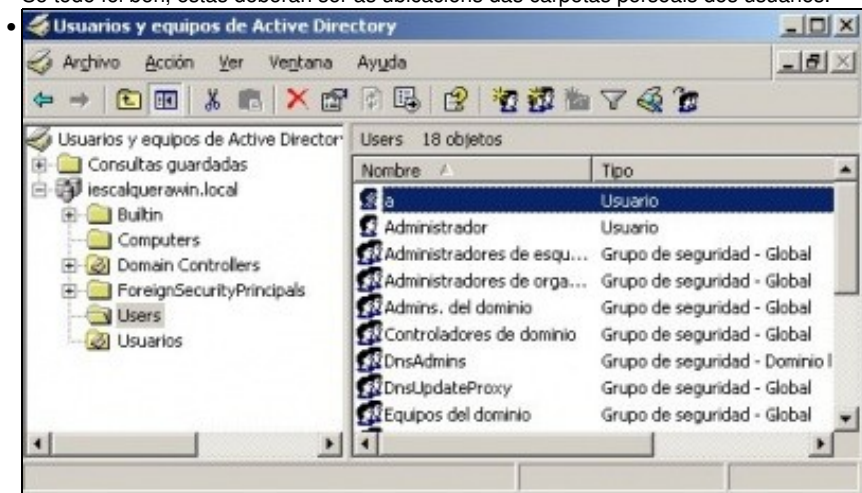 Se todo foi ben, estas deberán ser as ubicacións das carpetas persoais dos usuarios:
Usuarios y equipos de Active Directory
Archivo Acción Ver Ventana Ayuda
Usuarios y equipos de Active Director
Consultas guardadas
iescalquerawin.local
Builtin
Computers
Domain Controllers
ForeignSecurityPrincipals
Users
Usuarios
Users 18 objetos
Nombre Tipo
a Usuario
Administrador Usuario
Administradores de esqu... Grupo de seguridad - Global
Administradores de orga... Grupo de seguridad - Global
Admins. del dominio Grupo de seguridad - Global
Controladores de dominio Grupo de seguridad - Global
DnsAdmins Grupo de seguridad - Dominio l
DnsUpdateProxy Grupo de seguridad - Global
Equipos del dominio Grupo de seguridad - Global